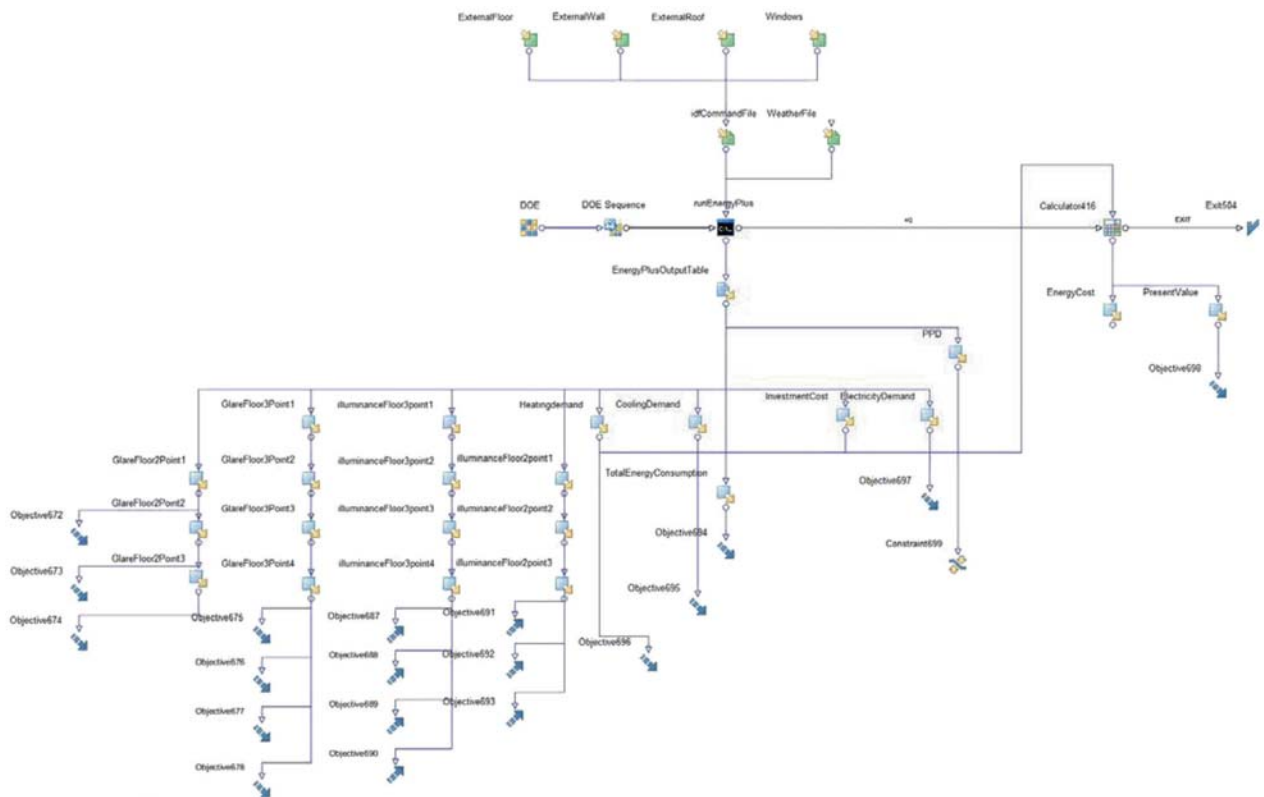 ExternalFloor
ExternalWall
ExternalRoof
Windows
idfCommandFile
WeatherFile
DOE
DOE Sequence
runEnergyPlus
Calculator416
EXIT
Exit504
EnergyPlusOutputTable
EnergyCost
PresentValue
PPD
Objective698
GlareFloor3Point1
illuminanceFloor3point1
Heatingdemand
CoolingDemand
InvestmentCost
ElectricityDemand
GlareFloor2Point1
GlareFloor3Point2
illuminanceFloor3point2
illuminanceFloor2point1
TotalEnergyConsumption
Objective697
GlareFloor2Point2
GlareFloor3Point3
illuminanceFloor3point3
illuminanceFloor2point2
Objective672
Objective694
Constraint699
GlareFloor2Point3
GlareFloor3Point4
illuminanceFloor3point4
illuminanceFloor2point3
Objective673
Objective695
Objective674
Objective675
Objective687
Objective691
Objective696
Objective676
Objective688
Objective692
Objective677
Objective689
Objective693
Objective678
Objective690